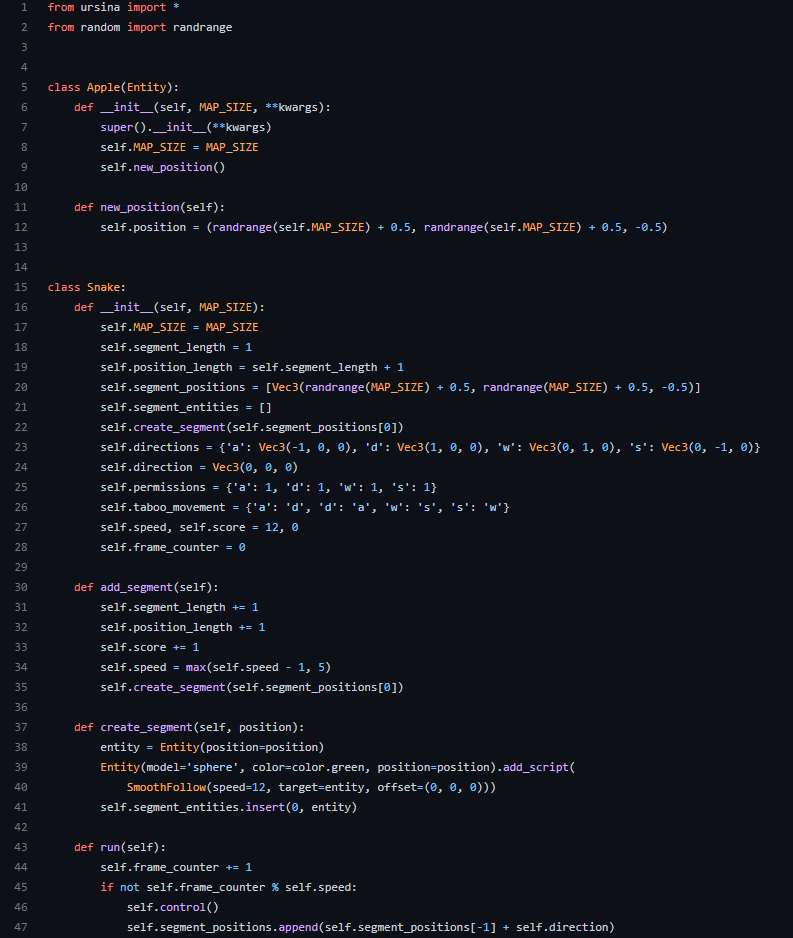 1 from ursina import *
2 from random import randrange
3
4
5 class Apple(Entity):
6     def __init__(self, MAP_SIZE, **kwargs):
7         super().__init__(**kwargs)
8         self.MAP_SIZE = MAP_SIZE
9         self.new_position()
10
11     def new_position(self):
12         self.position = (randrange(self.MAP_SIZE) + 0.5, randrange(self.MAP_SIZE) + 0.5, -0.5)
13
14
15 class Snake:
16     def __init__(self, MAP_SIZE):
17         self.MAP_SIZE = MAP_SIZE
18         self.segment_length = 1
19         self.position_length = self.segment_length + 1
20         self.segment_positions = [Vec3(randrange(MAP_SIZE) + 0.5, randrange(MAP_SIZE) + 0.5, -0.5)]
21         self.segment_entities = []
22         self.create_segment(self.segment_positions[0])
23         self.directions = {'a': Vec3(-1, 0, 0), 'd': Vec3(1, 0, 0), 'w': Vec3(0, 1, 0), 's': Vec3(0, -1, 0)}
24         self.direction = Vec3(0, 0, 0)
25         self.permissions = {'a': 1, 'd': 1, 'w': 1, 's': 1}
26         self.taboo_movement = {'a': 'd', 'd': 'a', 'w': 's', 's': 'w'}
27         self.speed, self.score = 12, 0
28         self.frame_counter = 0
29
30     def add_segment(self):
31         self.segment_length += 1
32         self.position_length += 1
33         self.score += 1
34         self.speed = max(self.speed - 1, 5)
35         self.create_segment(self.segment_positions[0])
36
37     def create_segment(self, position):
38         entity = Entity(position=position)
39         Entity(model='sphere', color=color.green, position=position).add_script(
40             SmoothFollow(speed=12, target=entity, offset=(0, 0, 0)))
41         self.segment_entities.insert(0, entity)
42
43     def run(self):
44         self.frame_counter += 1
45         if not self.frame_counter % self.speed:
46             self.control()
47             self.segment_positions.append(self.segment_positions[-1] + self.direction)